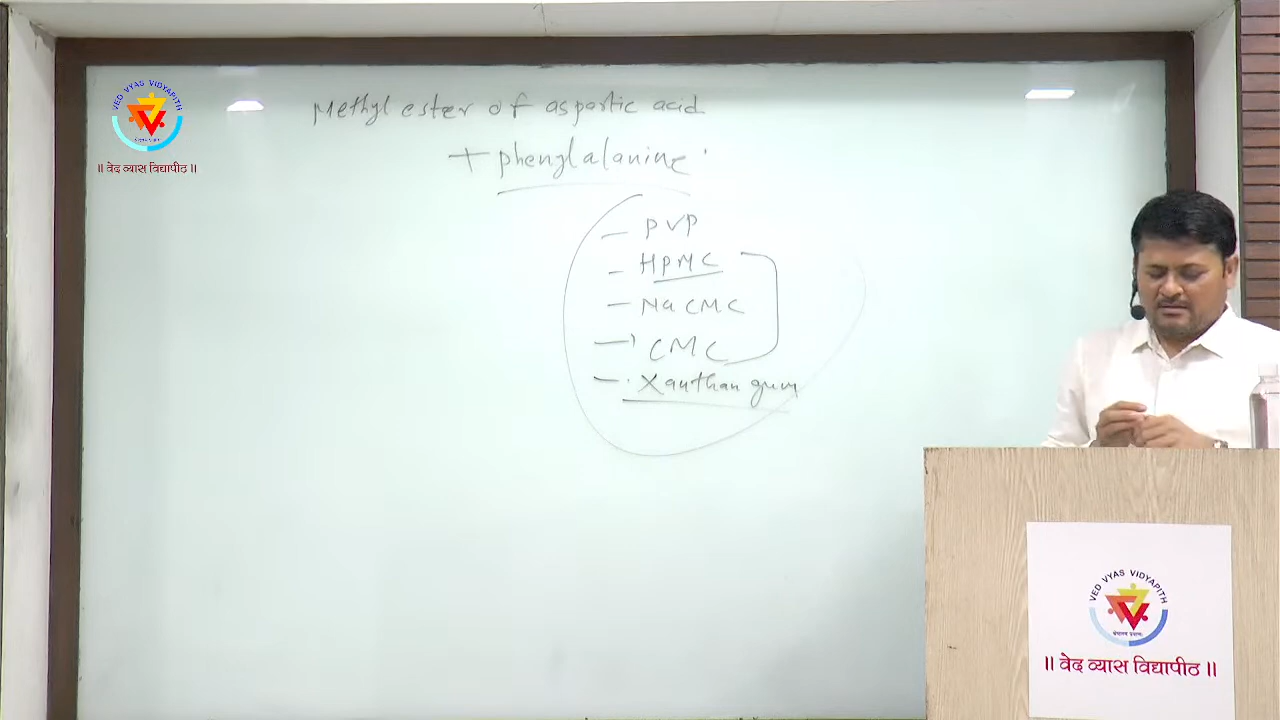 VED VYAS VIDYAPITH
॥ वेद व्यास विद्यापीठ ॥
Methyl ester of aspartic acid
+ phenylalanine
— PVP
— HPMC
— Na CMC
— CMC
— Xanthan gum
VED VYAS VIDYAPITH
॥ वेद व्यास विद्यापीठ ॥